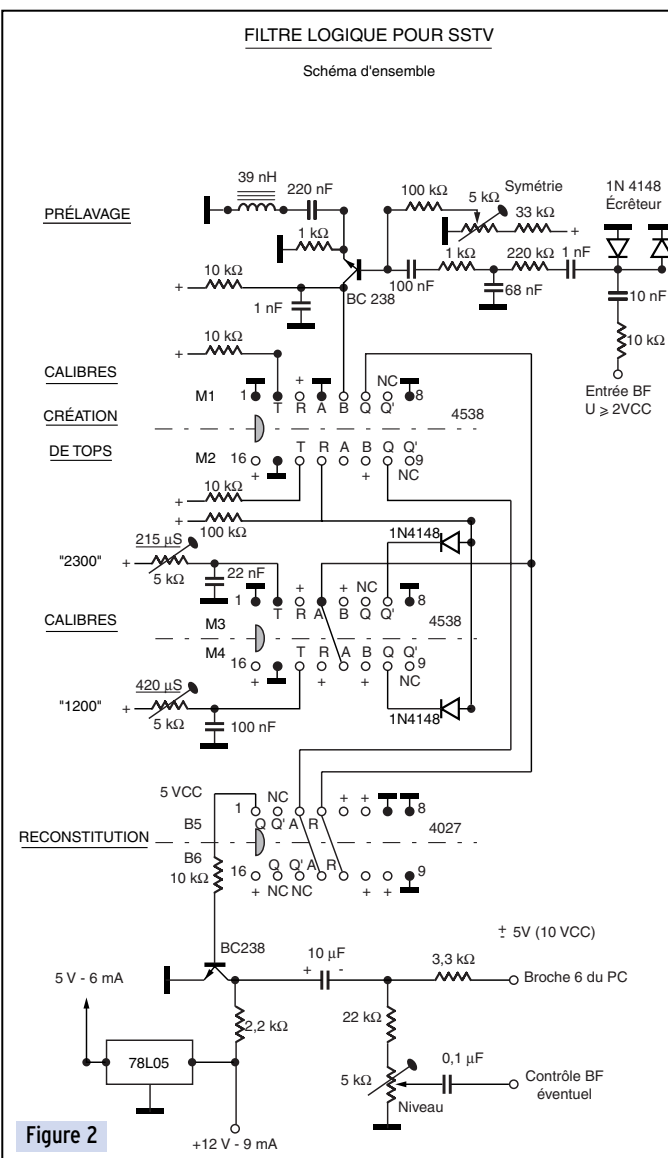 FILTRE LOGIQUE POUR SSTV
Schéma d'ensemble
39 nH
220 nF
PRÉLAVAGE
100 kΩ
5 kΩ
Symétrie
33 kΩ
+
1N 4148
Écrêteur
1 kΩ
10 kΩ
+
1 nF
BC 238
100 nF
1 kΩ
68 nF
220 kΩ
1 nF
10 nF
10 kΩ
Entrée BF
U ⩾ 2VCC
10 kΩ
+
CALIBRES
CRÉATION
DE TOPS
M1
1
+
NC
8
T R A B Q Q'
4538
M2
16
T R A B Q Q'
9
+
+
NC
10 kΩ
+
100 kΩ
+
1N4148
"2300"
+
215 µS
5 kΩ
22 nF
+
+
NC
1
8
T R A B Q Q'
CALIBRES
M3
M4
4538
16
T R A B Q Q'
9
+
+
+
NC
"1200"
+
420 µS
5 kΩ
100 nF
1N4148
5 VCC
1
NC
+ +
8
Q Q' A R
RECONSTITUTION
B5
B6
4027
10 kΩ
16
Q Q' A R
9
+ NC NC + +
BC238
10 µF
+ -
± 5V (10 VCC)
3,3 kΩ
Broche 6 du PC
5 V - 6 mA
2,2 kΩ
22 kΩ
78L05
5 kΩ
0,1 µF
Contrôle BF
éventuel
Niveau
+12 V - 9 mA
Figure 2